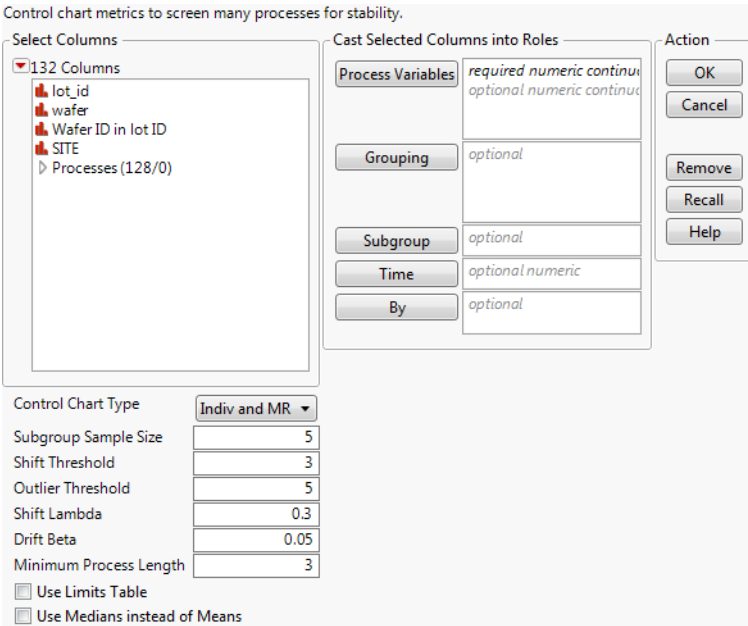 Control chart metrics to screen many processes for stability.
Select Columns
132 Columns
lot_id
wafer
Wafer ID in lot ID
SITE
Processes (128/0)
Cast Selected Columns into Roles
Process Variables
required numeric
optional numeric
Grouping
optional
Subgroup
optional
Time
optional numeric
By
optional
Action
OK
Cancel
Remove
Recall
Help
Control Chart Type
Indiv and MR
Subgroup Sample Size 5
Shift Threshold 3
Outlier Threshold 5
Shift Lambda 0.3
Drift Beta 0.05
Minimum Process Length 3
Use Limits Table
Use Medians instead of Means